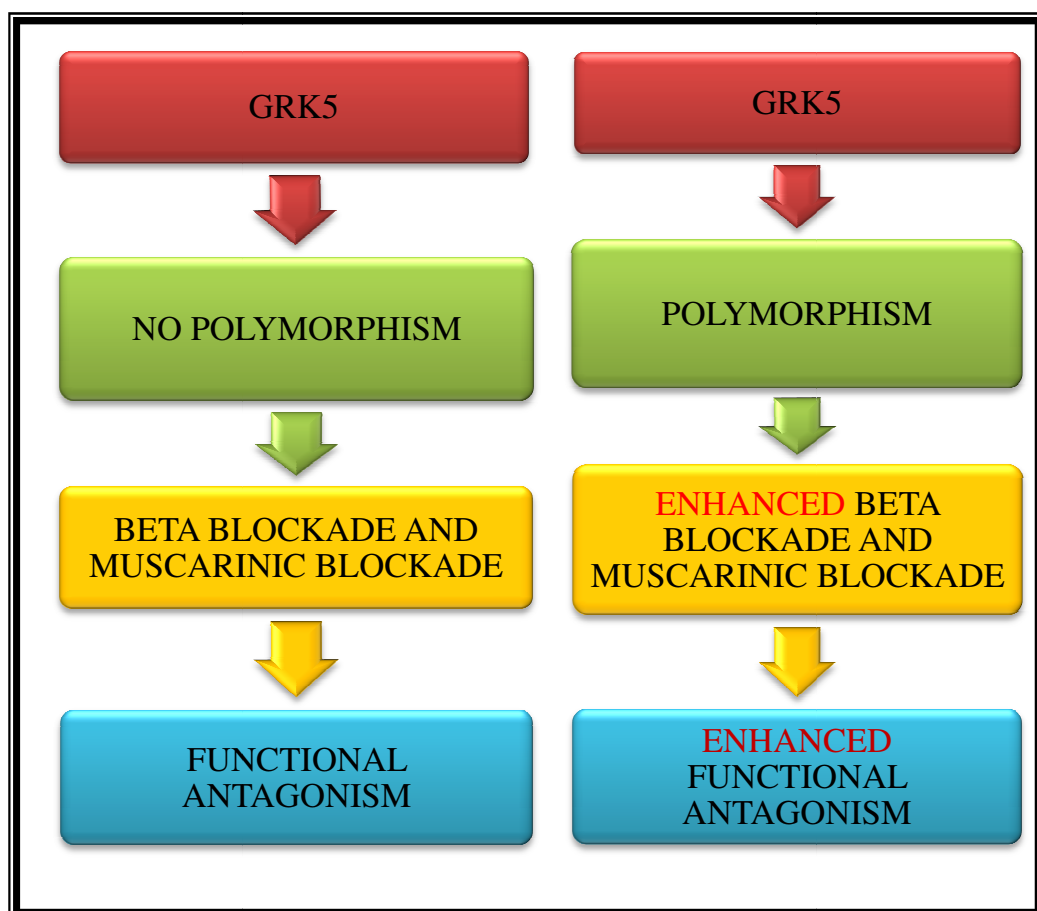 GRK5
NO POLYMORPHISM
BETA BLOCKADE AND
MUSCARINIC BLOCKADE
FUNCTIONAL
ANTAGONISM
GRK5
POLYMORPHISM
ENHANCED BETA
BLOCKADE AND
MUSCARINIC BLOCKADE
ENHANCED
FUNCTIONAL
ANTAGONISM